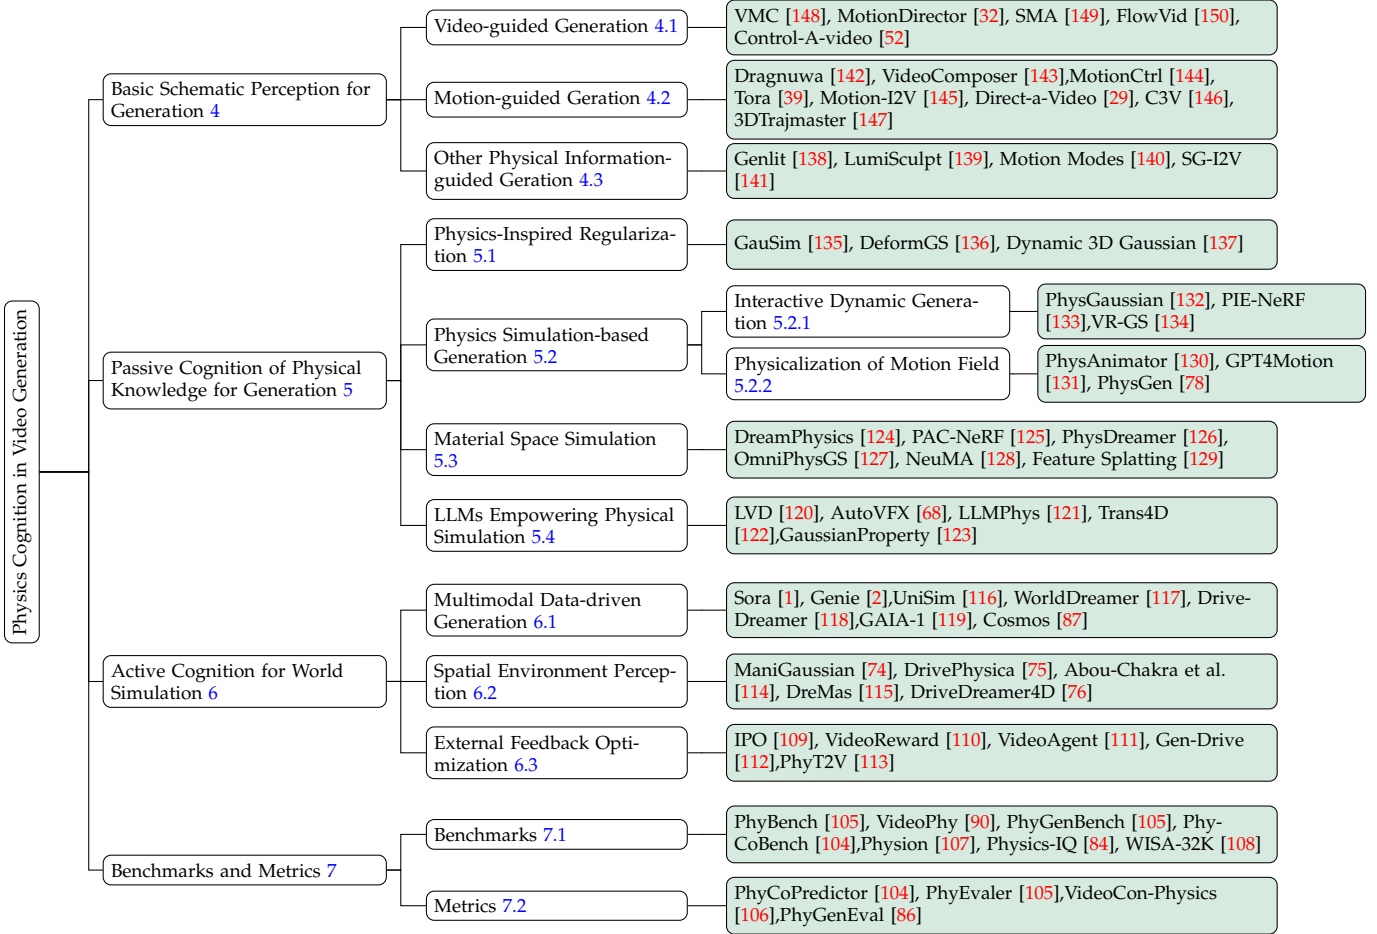 Physics Cognition in Video Generation
Basic Schematic Perception for
Generation 4
Video-guided Generation 4.1
VMC [148], MotionDirector [32], SMA [149], FlowVid [150],
Control-A-video [52]
Motion-guided Geration 4.2
Dragnuwa [142], VideoComposer [143],MotionCtrl [144],
Tora [39], Motion-I2V [145], Direct-a-Video [29], C3V [146],
3DTrajmaster [147]
Other Physical Information-
guided Geration 4.3
Genlit [138], LumiSculpt [139], Motion Modes [140], SG-I2V
[141]
Passive Cognition of Physical
Knowledge for Generation 5
Physics-Inspired Regulariza-
tion 5.1
GauSim [135], DeformGS [136], Dynamic 3D Gaussian [137]
Physics Simulation-based
Generation 5.2
Interactive Dynamic Genera-
tion 5.2.1
PhysGaussian [132], PIE-NeRF
[133],VR-GS [134]
Physicalization of Motion Field
5.2.2
PhysAnimator [130], GPT4Motion
[131], PhysGen [78]
Material Space Simulation
5.3
DreamPhysics [124], PAC-NeRF [125], PhysDreamer [126],
OmniPhysGS [127], NeuMA [128], Feature Splatting [129]
LLMs Empowering Physical
Simulation 5.4
LVD [120], AutoVFX [68], LLMPhys [121], Trans4D
[122],GaussianProperty [123]
Active Cognition for World
Simulation 6
Multimodal Data-driven
Generation 6.1
Sora [1], Genie [2],UniSim [116], WorldDreamer [117], Drive-
Dreamer [118],GAIA-1 [119], Cosmos [87]
Spatial Environment Percep-
tion 6.2
ManiGaussian [74], DrivePhysica [75], Abou-Chakra et al.
[114], DreMas [115], DriveDreamer4D [76]
External Feedback Opti-
mization 6.3
IPO [109], VideoReward [110], VideoAgent [111], Gen-Drive
[112],PhyT2V [113]
Benchmarks and Metrics 7
Benchmarks 7.1
PhyBench [105], VideoPhy [90], PhyGenBench [105], Phy-
CoBench [104],Physion [107], Physics-IQ [84], WISA-32K [108]
Metrics 7.2
PhyCoPredictor [104], PhyEvaler [105],VideoCon-Physics
[106],PhyGenEval [86]